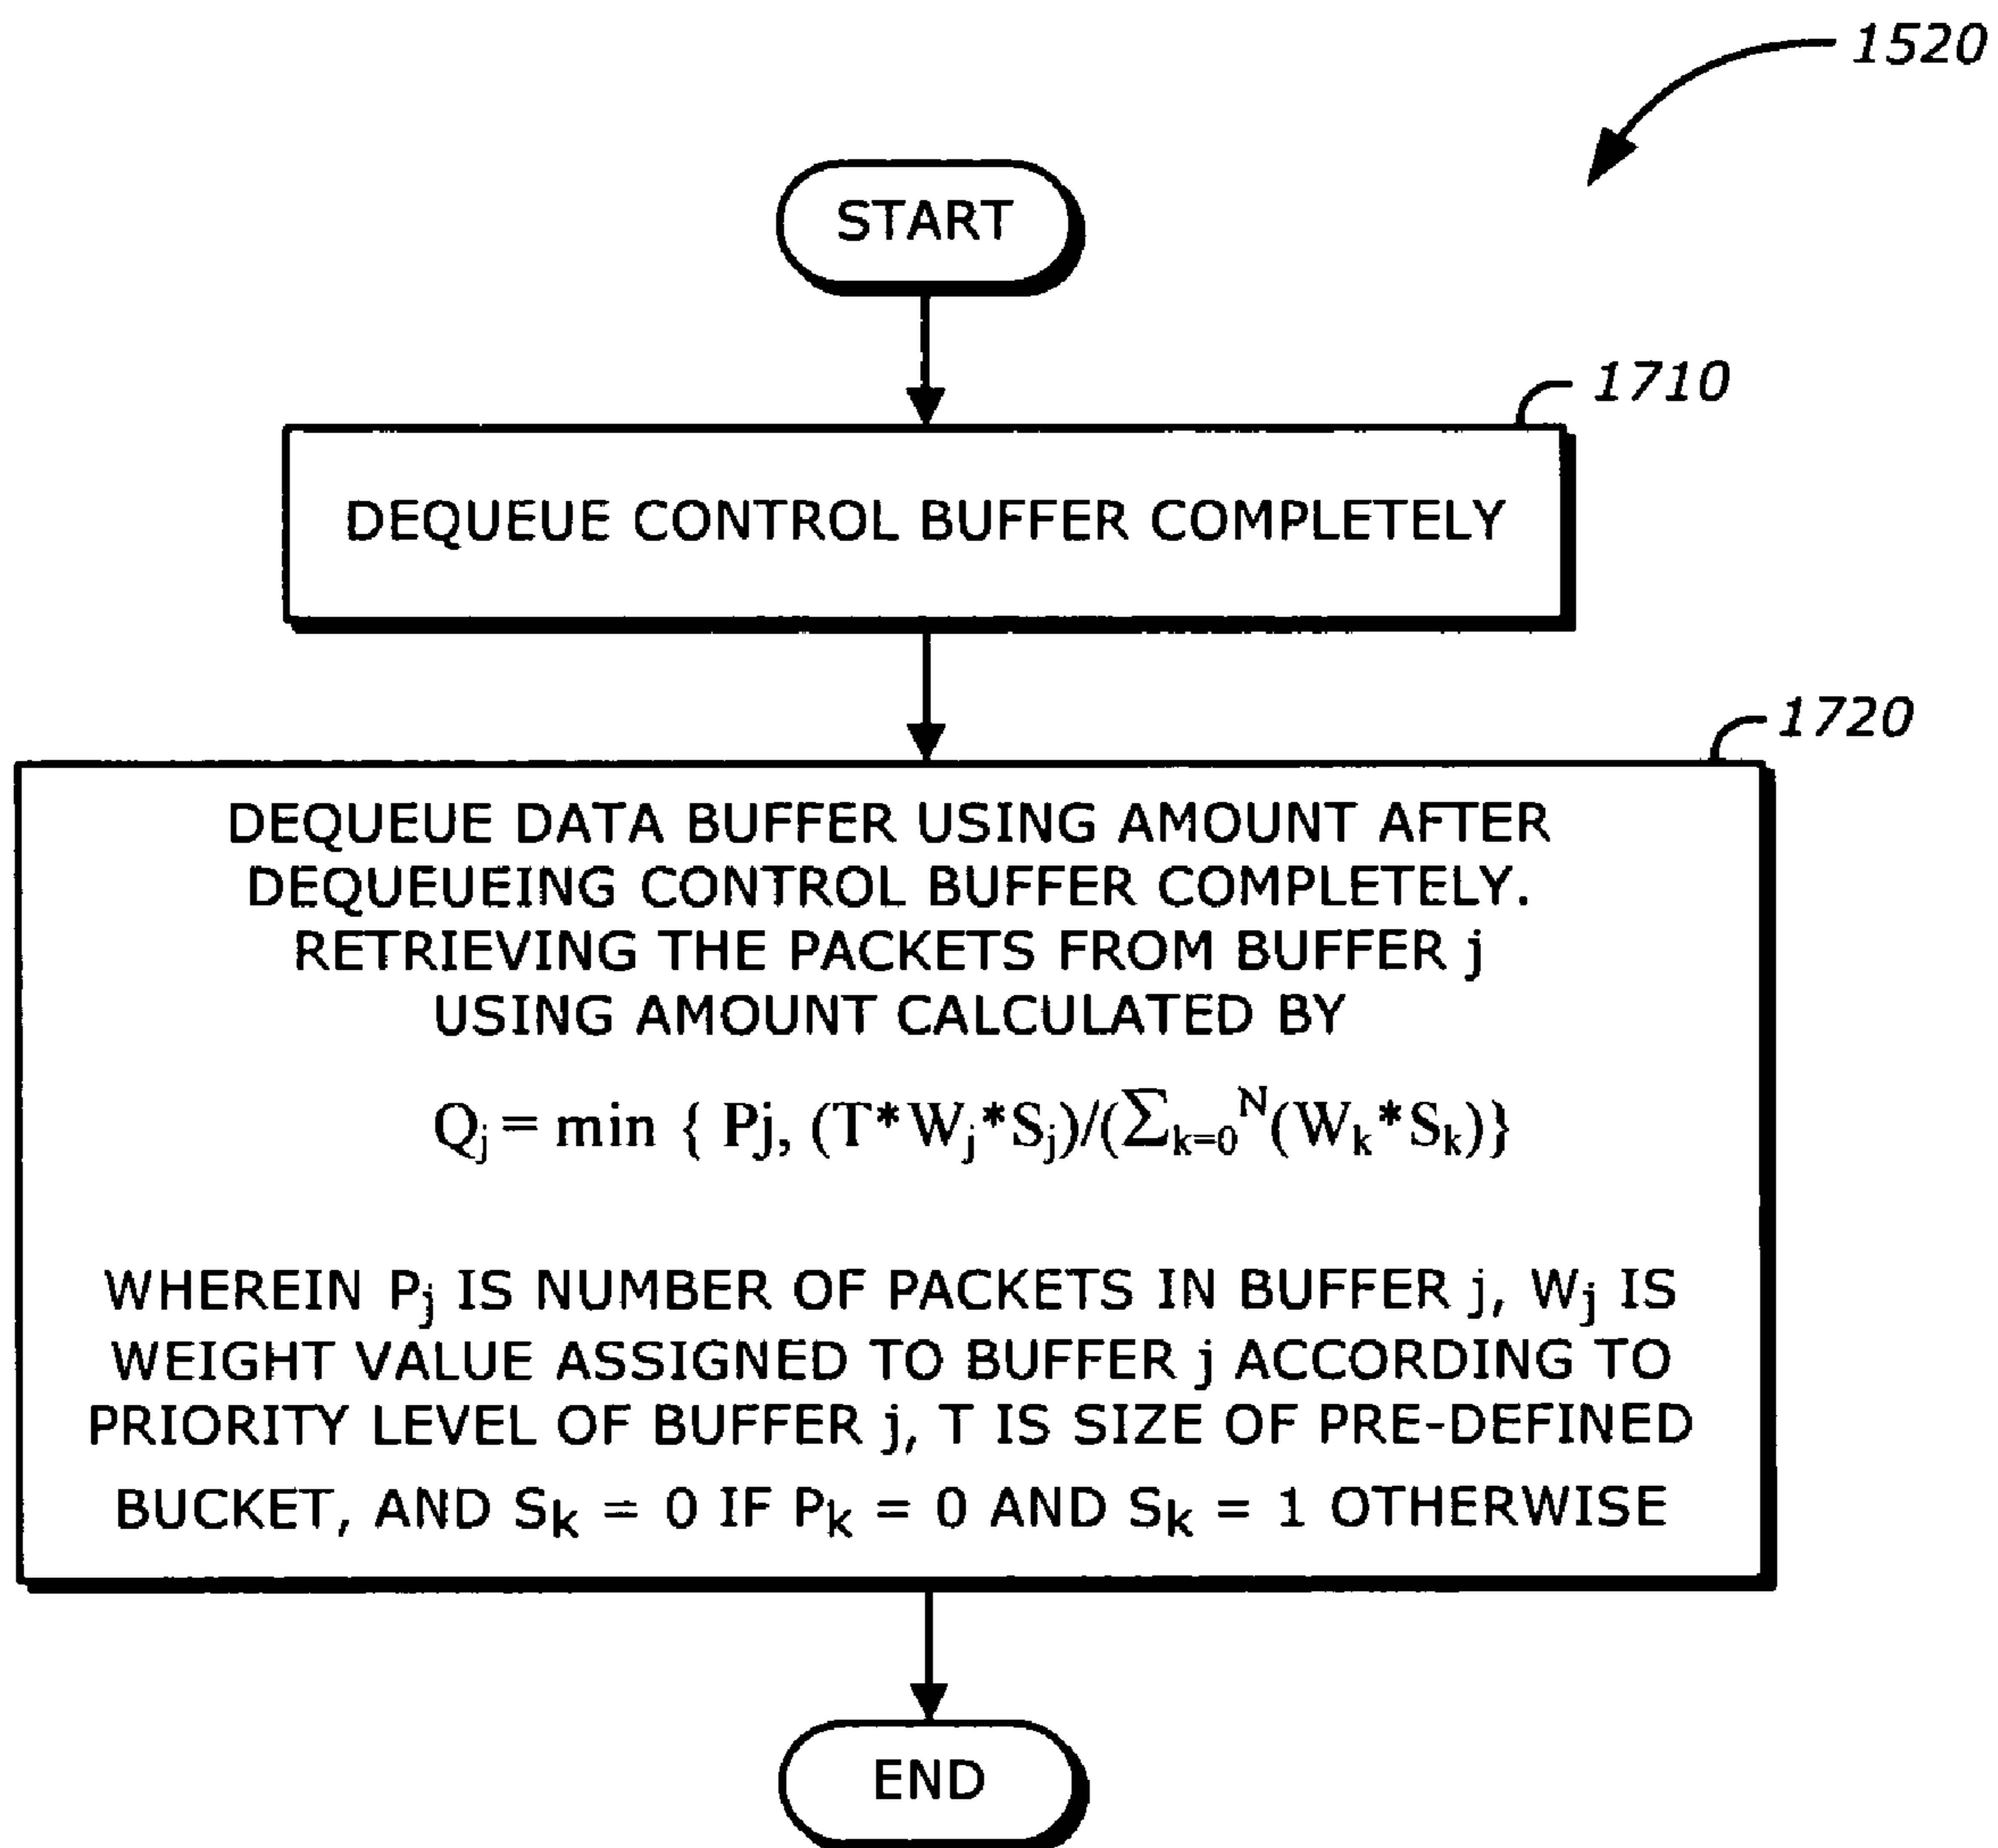 1520
START
1710
DEQUEUE CONTROL BUFFER COMPLETELY
1720
DEQUEUE DATA BUFFER USING AMOUNT AFTER
DEQUEUEING CONTROL BUFFER COMPLETELY.
RETRIEVING THE PACKETS FROM BUFFER j
USING AMOUNT CALCULATED BY
Qj = min { Pj, (T*Wj*Sj)/(∑k=0^N(Wk*Sk)}
WHEREIN Pj IS NUMBER OF PACKETS IN BUFFER j, Wj IS
WEIGHT VALUE ASSIGNED TO BUFFER j ACCORDING TO
PRIORITY LEVEL OF BUFFER j, T IS SIZE OF PRE-DEFINED
BUCKET, AND Sk = 0 IF Pk = 0 AND Sk = 1 OTHERWISE
END